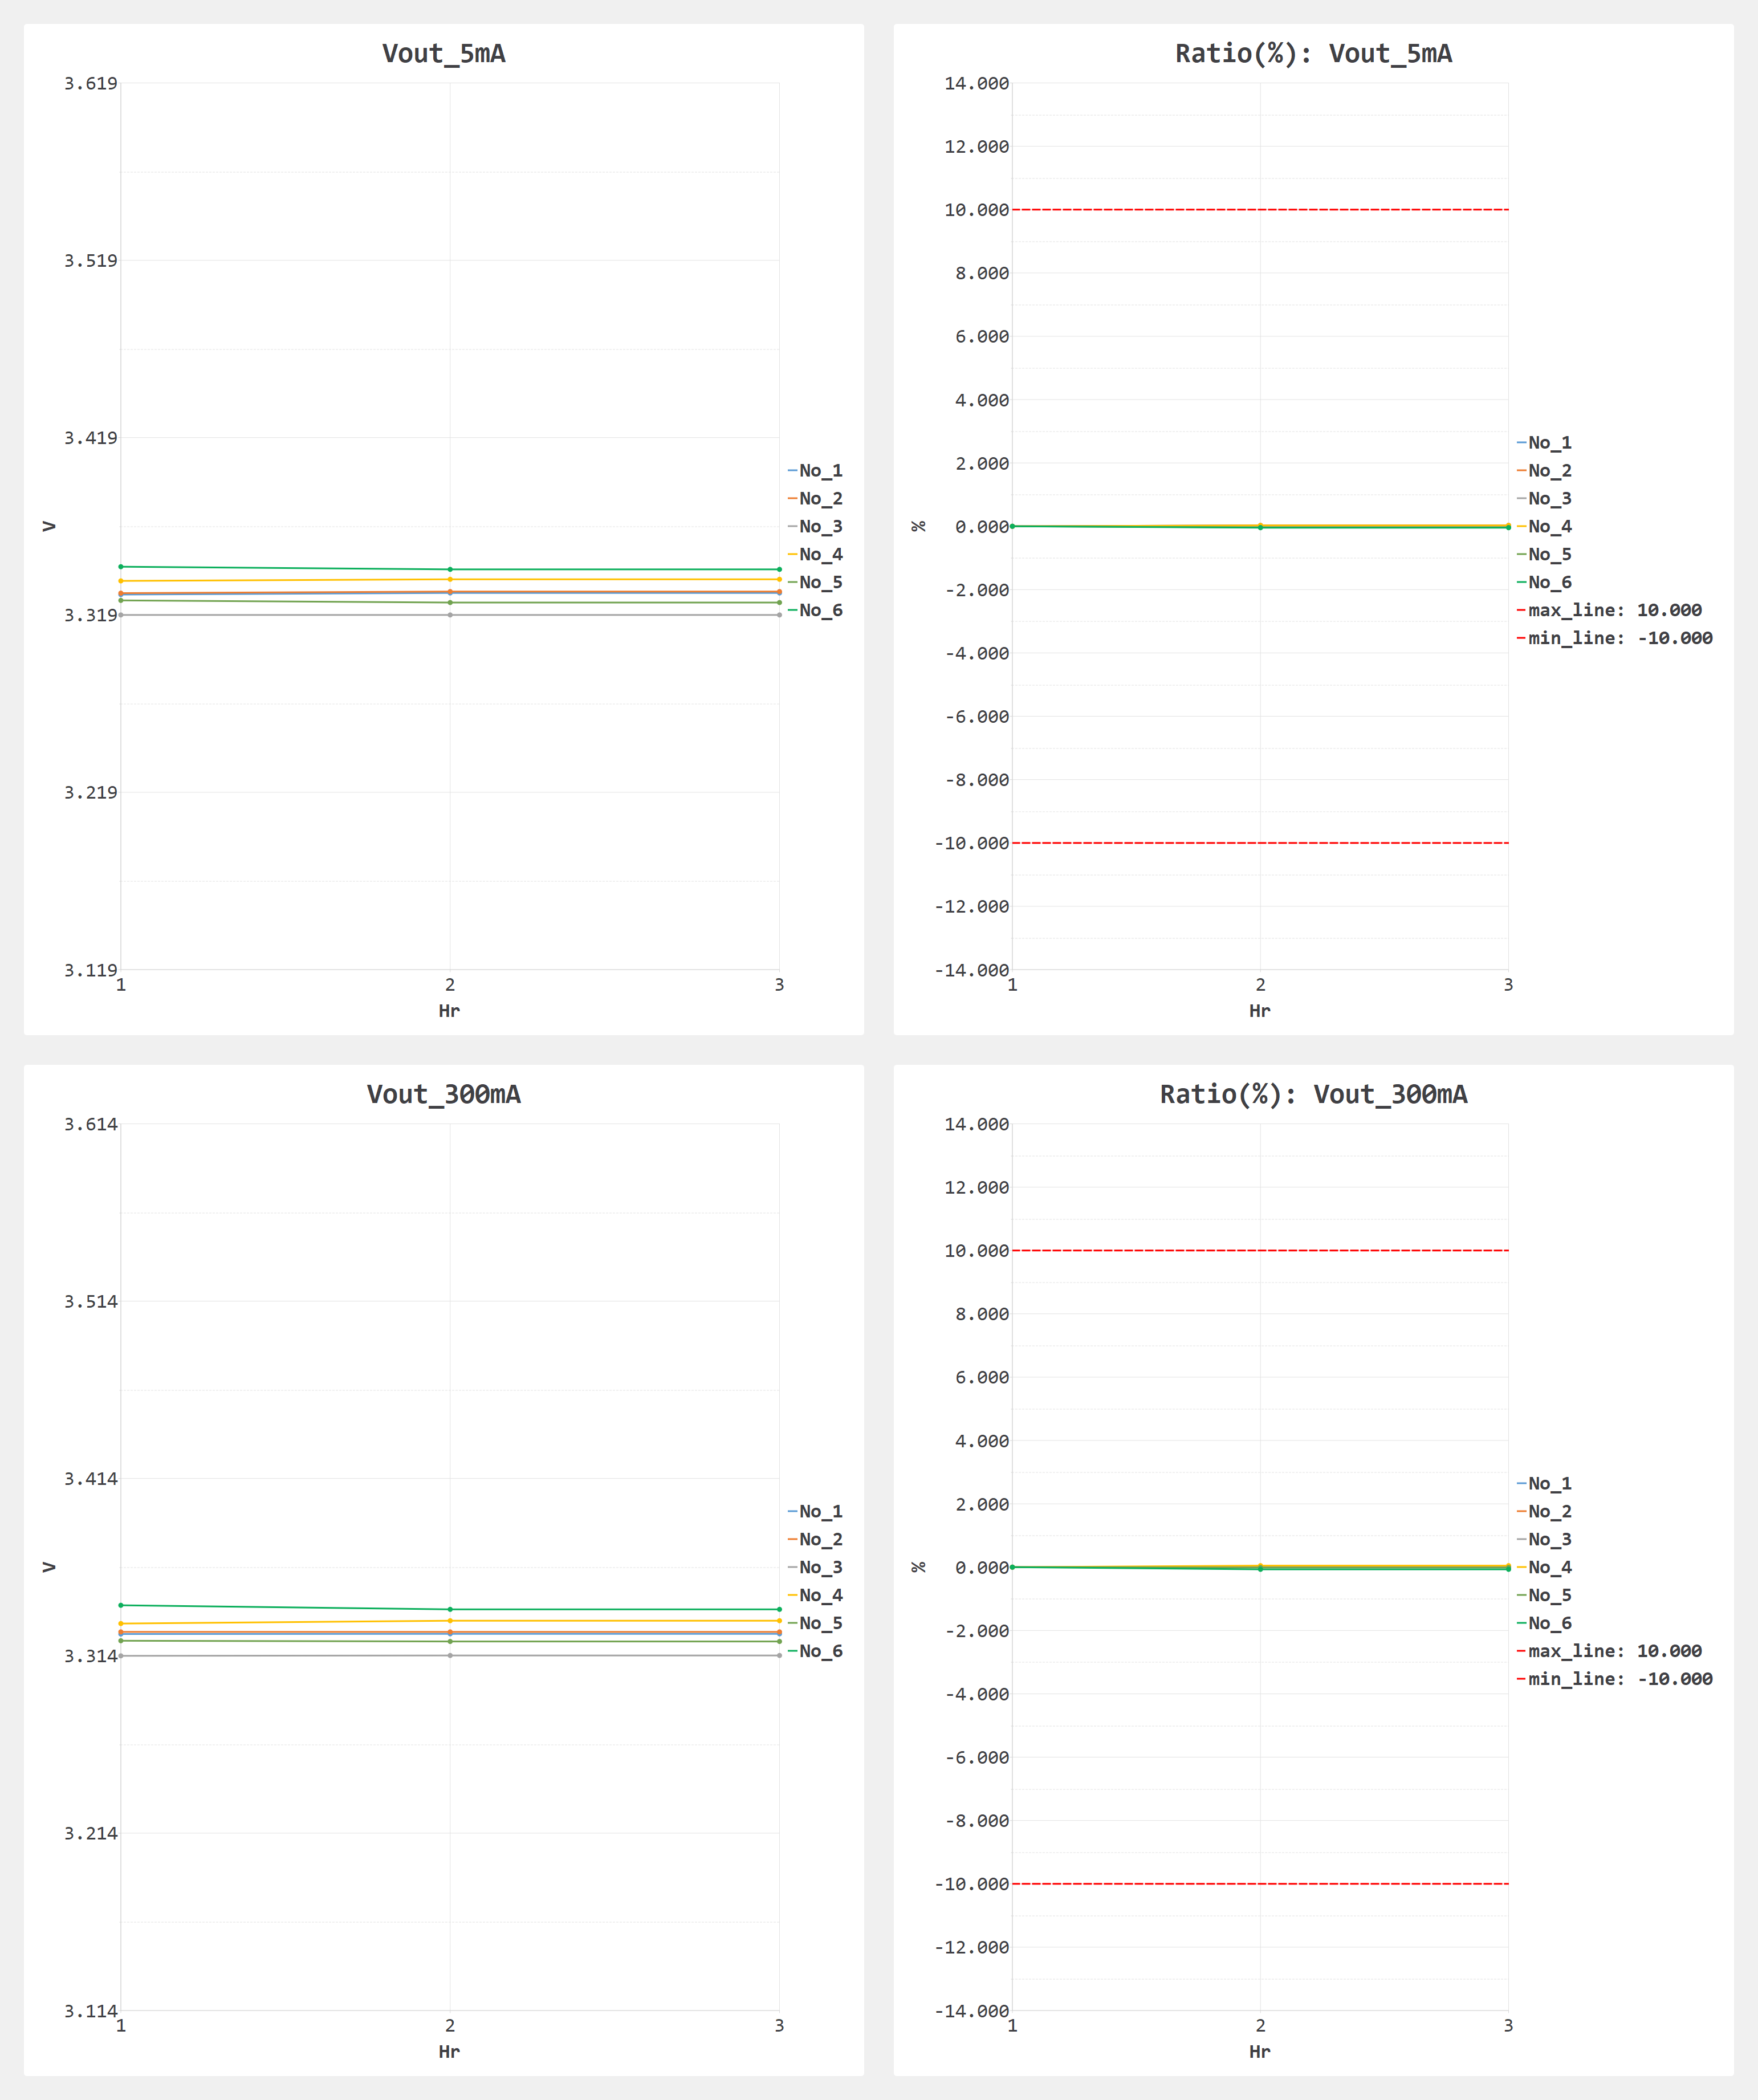 Vout_5mA
3.619
3.519
3.419
3.319
3.219
3.119
V
1 2 3
Hr
No_1
No_2
No_3
No_4
No_5
No_6
Ratio(%): Vout_5mA
14.000
12.000
10.000
8.000
6.000
4.000
2.000
0.000
-2.000
-4.000
-6.000
-8.000
-10.000
-12.000
-14.000
%
1 2 3
Hr
No_1
No_2
No_3
No_4
No_5
No_6
max_line: 10.000
min_line: -10.000
Vout_300mA
3.614
3.514
3.414
3.314
3.214
3.114
V
1 2 3
Hr
No_1
No_2
No_3
No_4
No_5
No_6
Ratio(%): Vout_300mA
14.000
12.000
10.000
8.000
6.000
4.000
2.000
0.000
-2.000
-4.000
-6.000
-8.000
-10.000
-12.000
-14.000
%
1 2 3
Hr
No_1
No_2
No_3
No_4
No_5
No_6
max_line: 10.000
min_line: -10.000